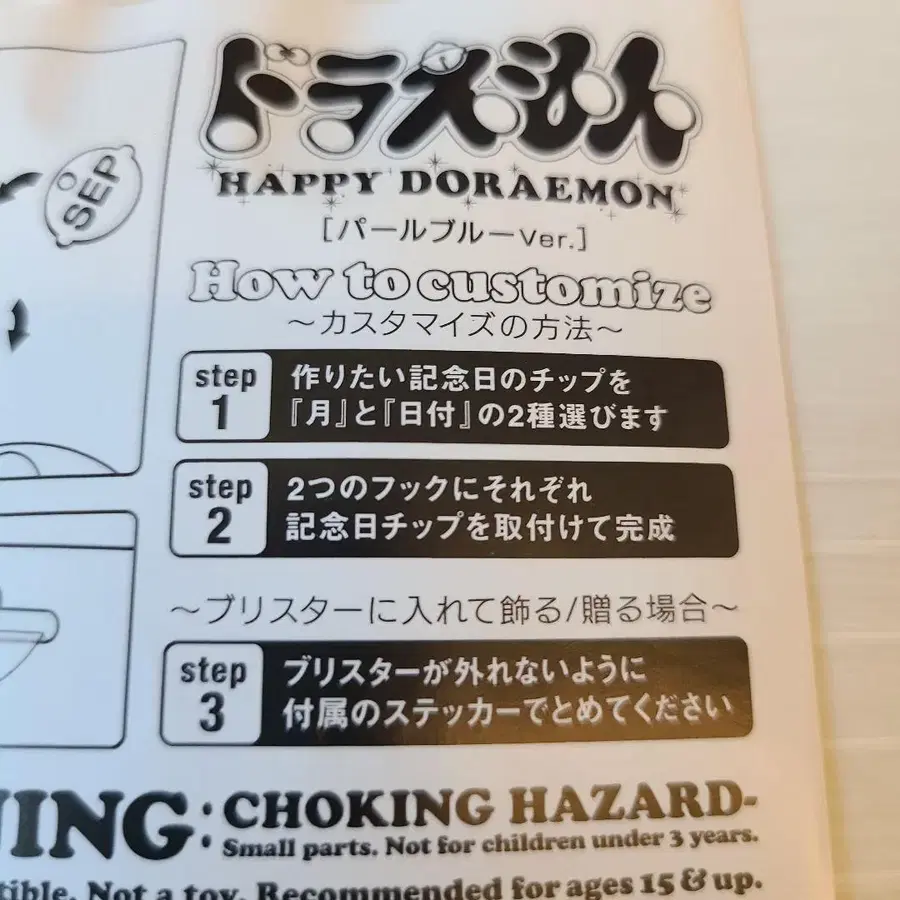 ドラえもん
HAPPY DORAEMON
[パールブルーVer.]
SEP
How to customize
～カスタマイズの方法～
step 1
作りたい記念日のチップを
『月』と『日付』の2種選びます
step 2
2つのフックにそれぞれ
記念日チップを取付けて完成
～ブリスターに入れて飾る/贈る場合～
step 3
ブリスターが外れないように
付属のステッカーでとめてください
NING: CHOKING HAZARD-
Small parts. Not for children under 3 years.
tible. Not a toy. Recommended for ages 15 & up.